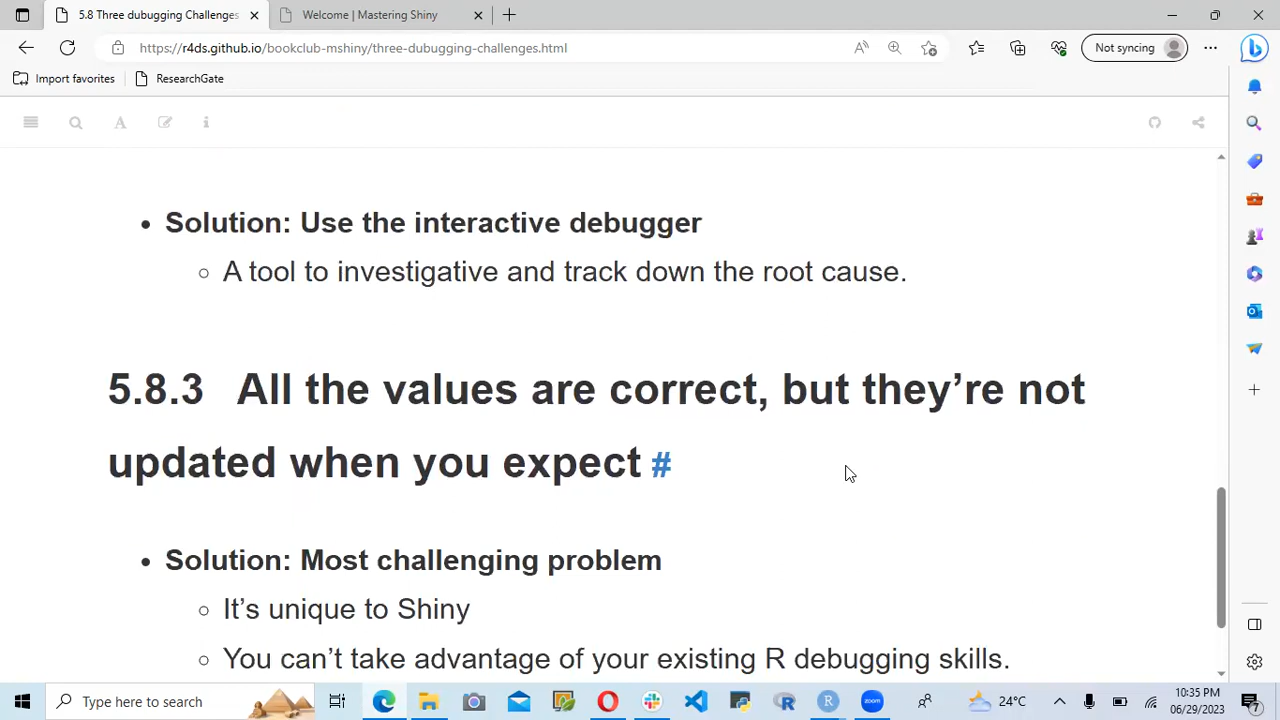 5.8 Three dubugging Challenges
Welcome | Mastering Shiny
https://r4ds.github.io/bookclub-mshiny/three-dubugging-challenges.html
Not syncing
Import favorites
ResearchGate
• Solution: Use the interactive debugger
○ A tool to investigative and track down the root cause.
5.8.3 All the values are correct, but they’re not
updated when you expect #
• Solution: Most challenging problem
○ It’s unique to Shiny
○ You can’t take advantage of your existing R debugging skills.
Type here to search
zoom
24°C
10:35 PM
06/29/2023
7